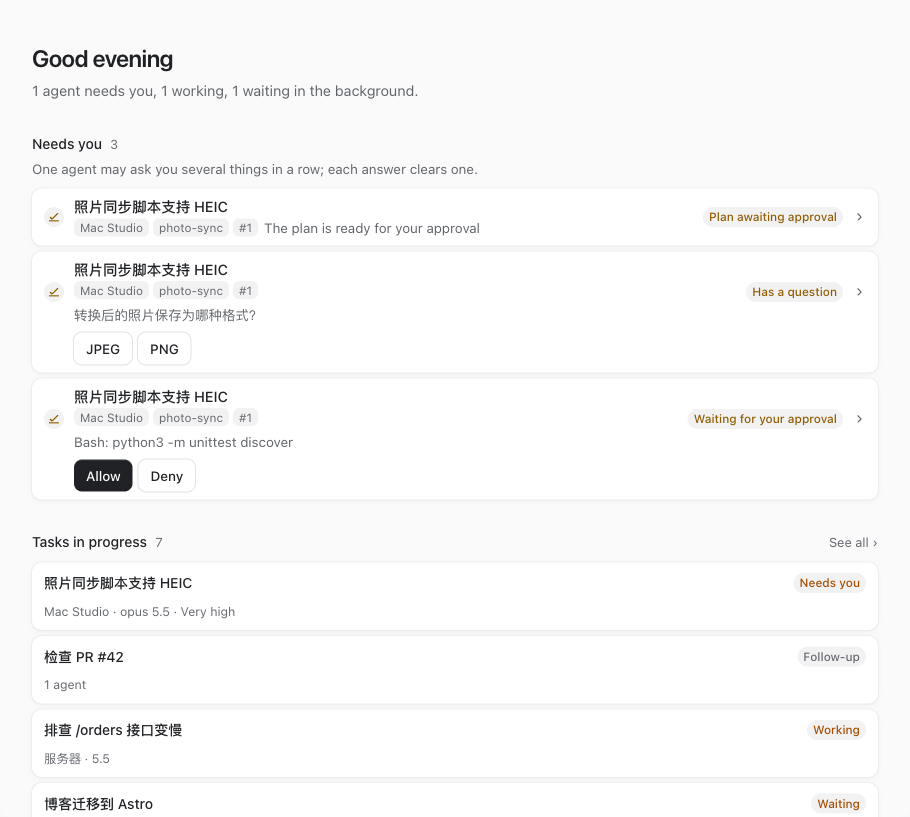 Good evening
1 agent needs you, 1 working, 1 waiting in the background.
Needs you 3
One agent may ask you several things in a row; each answer clears one.
照片同步脚本支持 HEIC
Mac Studio photo-sync #1 The plan is ready for your approval
Plan awaiting approval ›
照片同步脚本支持 HEIC
Mac Studio photo-sync #1
Has a question ›
转换后的照片保存为哪种格式?
JPEG PNG
照片同步脚本支持 HEIC
Mac Studio photo-sync #1
Waiting for your approval ›
Bash: python3 -m unittest discover
Allow Deny
Tasks in progress 7
See all ›
照片同步脚本支持 HEIC
Needs you
Mac Studio · opus 5.5 · Very high
检查 PR #42
Follow-up
1 agent
排查 /orders 接口变慢
Working
服务器 · 5.5
博客迁移到 Astro
Waiting